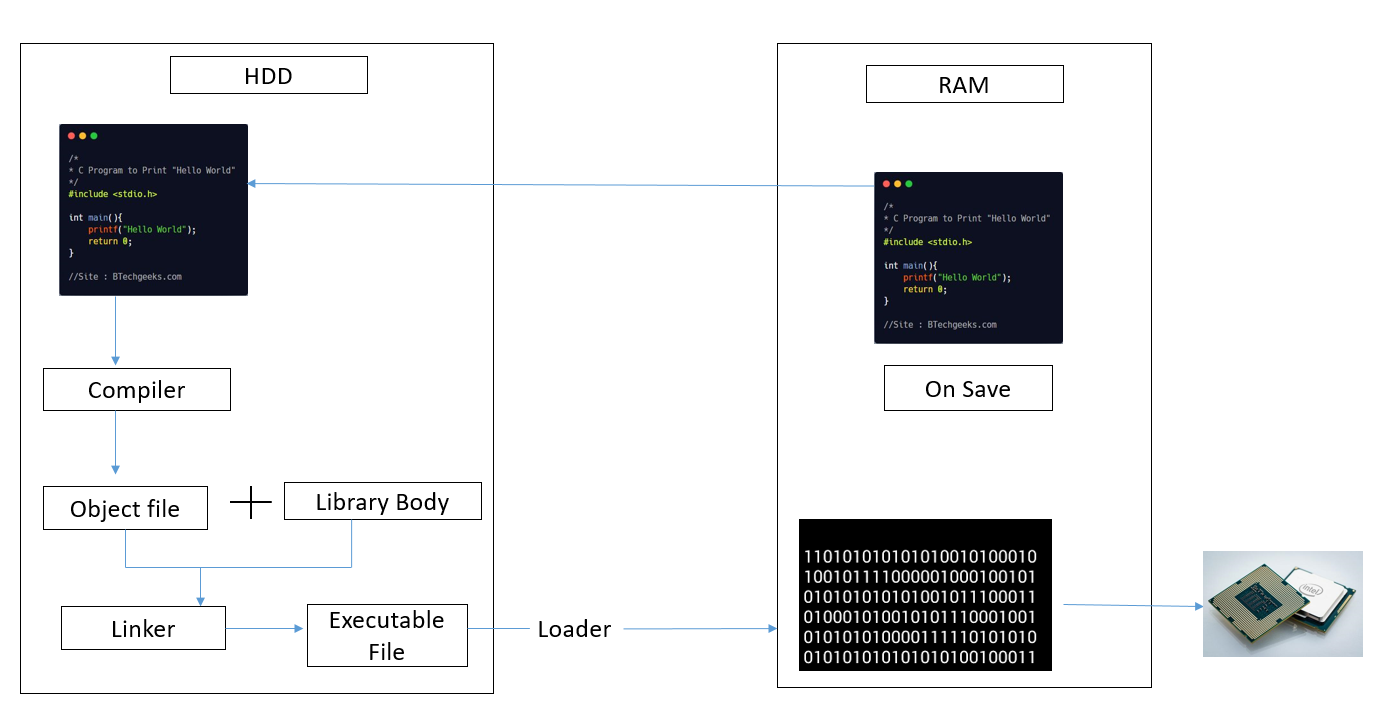 HDD
/*
* C Program to Print "Hello World"
*/
#include <stdio.h>
int main(){
printf("Hello World");
return 0;
}
//Site : BTechgeeks.com
Compiler
Object file
Library Body
Linker
Executable
File
Loader
RAM
/*
* C Program to Print "Hello World"
*/
#include <stdio.h>
int main(){
printf("Hello World");
return 0;
}
//Site : BTechgeeks.com
On Save
110101010101010010100010
100101111000001000100101
010101010101001011100011
010001010010101110001001
010101010000111110101010
010101010101010100100011
intel